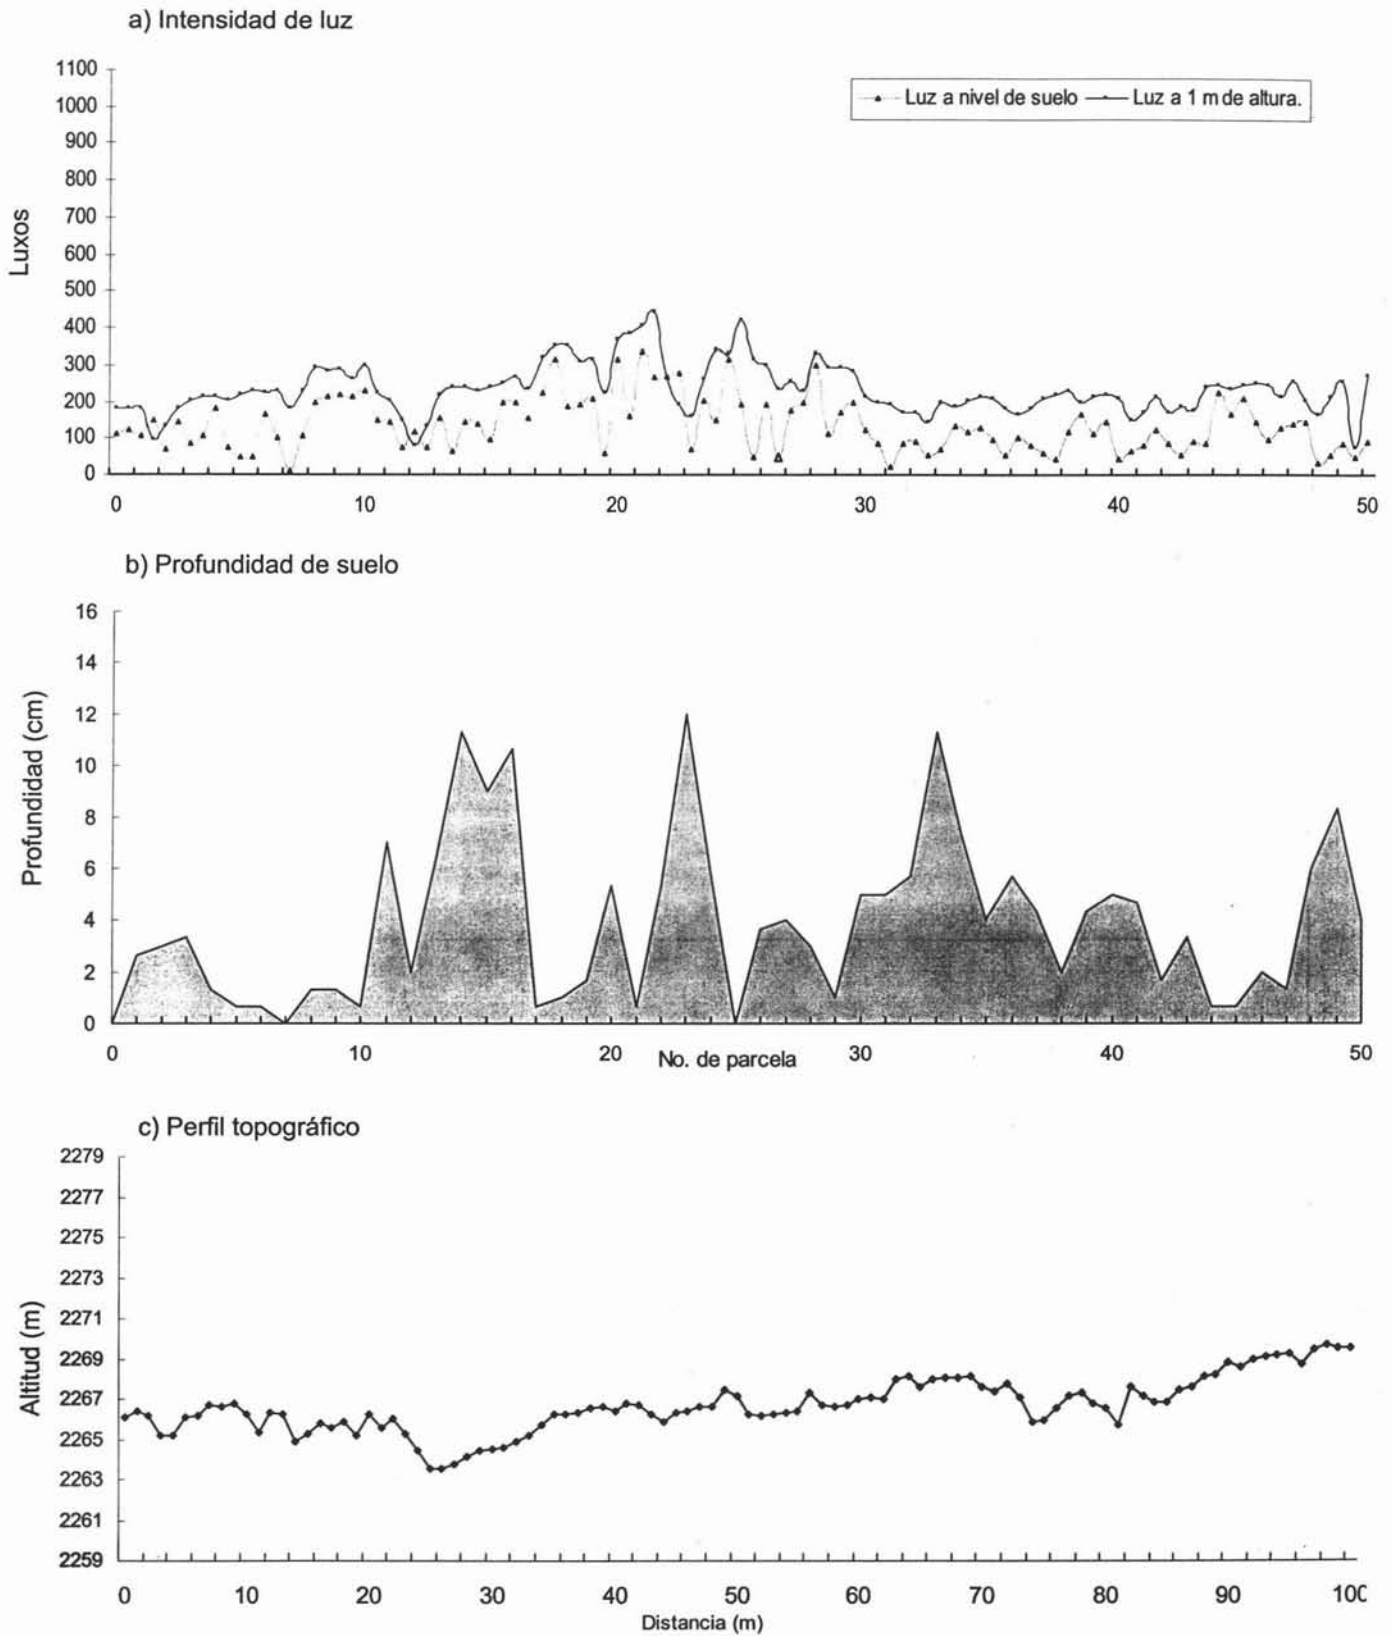 a) Intensidad de luz
1100
1000
900
800
700
600
500
400
300
200
100
0
Luxos
Luz a nivel de suelo Luz a 1 m de altura.
0 10 20 30 40 50
b) Profundidad de suelo
16
14
12
10
8
6
4
2
0
Profundidad (cm)
0 10 20 30 40 50
No. de parcela
c) Perfil topográfico
2279
2277
2275
2273
2271
2269
2267
2265
2263
2261
2259
Altitud (m)
0 10 20 30 40 50 60 70 80 90 100
Distancia (m)